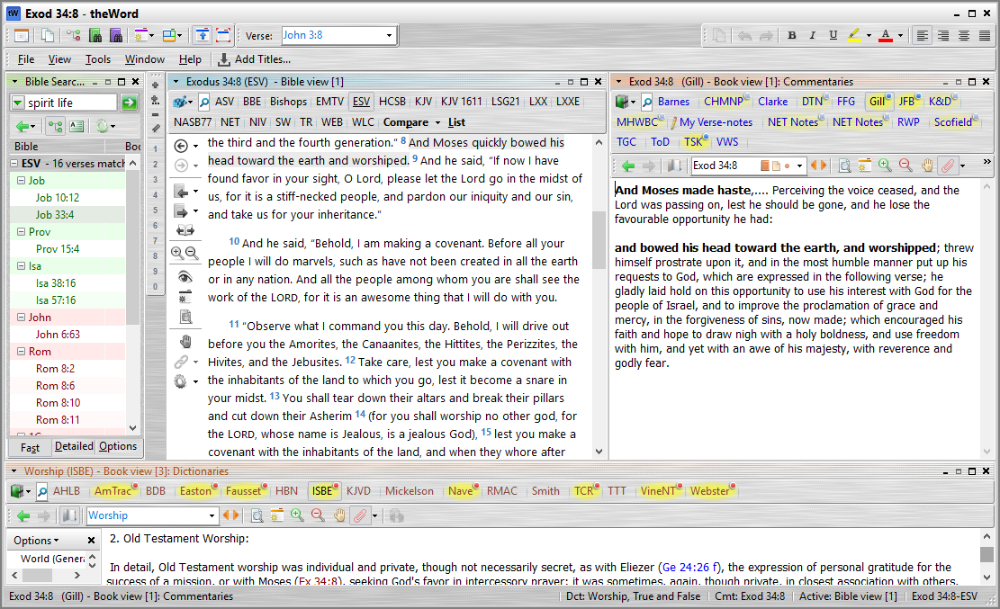 Exod 34:8 - theWord
Verse: John 3:8
B I U A
File View Tools Window Help Add Titles...
Bible Searc...
spirit life
Bible
ESV - 16 verses match
Job
Job 10:12
Job 33:4
Prov
Prov 15:4
Isa
Isa 38:16
Isa 57:16
John
John 6:63
Rom
Rom 8:2
Rom 8:6
Rom 8:10
Rom 8:11
Fast Detailed Options
1
2
3
4
5
6
7
8
9
0
Exodus 34:8 (ESV) - Bible view [1]
ASV BBE Bishops EMTV ESV HCSB KJV KJV 1611 LSG21 LXX LXXE
NASB77 NET NIV SW TR WEB WLC Compare List
the third and the fourth generation.” 8 And Moses quickly bowed his
head toward the earth and worshiped. 9 And he said, “If now I have
found favor in your sight, O Lord, please let the Lord go in the midst of
us, for it is a stiff-necked people, and pardon our iniquity and our sin,
and take us for your inheritance.”
10 And he said, “Behold, I am making a covenant. Before all your
people I will do marvels, such as have not been created in all the earth
or in any nation. And all the people among whom you are shall see the
work of the LORD, for it is an awesome thing that I will do with you.
11 “Observe what I command you this day. Behold, I will drive out
before you the Amorites, the Canaanites, the Hittites, the Perizzites, the
Hivites, and the Jebusites. 12 Take care, lest you make a covenant with
the inhabitants of the land to which you go, lest it become a snare in
your midst. 13 You shall tear down their altars and break their pillars
and cut down their Asherim 14 (for you shall worship no other god, for
the LORD, whose name is Jealous, is a jealous God), 15 lest you make a
covenant with the inhabitants of the land, and when they whore after
Exod 34:8 (Gill) - Book view [1]: Commentaries
Barnes CHMNP Clarke DTN FFG Gill JFB K&D
MHWBC My Verse-notes NET Notes NET Notes RWP Scofield
TGC ToD TSK VWS
Exod 34:8
And Moses made haste,.... Perceiving the voice ceased, and the
Lord was passing on, lest he should be gone, and he lose the
favourable opportunity he had:
and bowed his head toward the earth, and worshipped; threw
himself prostrate upon it, and in the most humble manner put up his
requests to God, which are expressed in the following verse; he
gladly laid hold on this opportunity to use his interest with God for the
people of Israel, and to improve the proclamation of grace and
mercy, in the forgiveness of sins, now made; which encouraged his
faith and hope to draw nigh with a holy boldness, and use freedom
with him, and yet with an awe of his majesty, with reverence and
godly fear.
Worship (ISBE) - Book view [3]: Dictionaries
AHLB AmTrac BDB Easton Fausset HBN ISBE KJVD Mickelson Nave RMAC Smith TCR TTT VineNT Webster
Worship
Options
World (Genera
2. Old Testament Worship:
In detail, Old Testament worship was individual and private, though not necessarily secret, as with Eliezer (Ge 24:26 f), the expression of personal gratitude for the
success of a mission, or with Moses (Ex 34:8), seeking God's favor in intercessory prayer; it was sometimes, again, though private, in closest association with others,
Exod 34:8 (Gill) - Book view [1]: Commentaries Dct: Worship, True and False Cmt: Exod 34:8 Active: Bible view [1] Exod 34:8-ESV